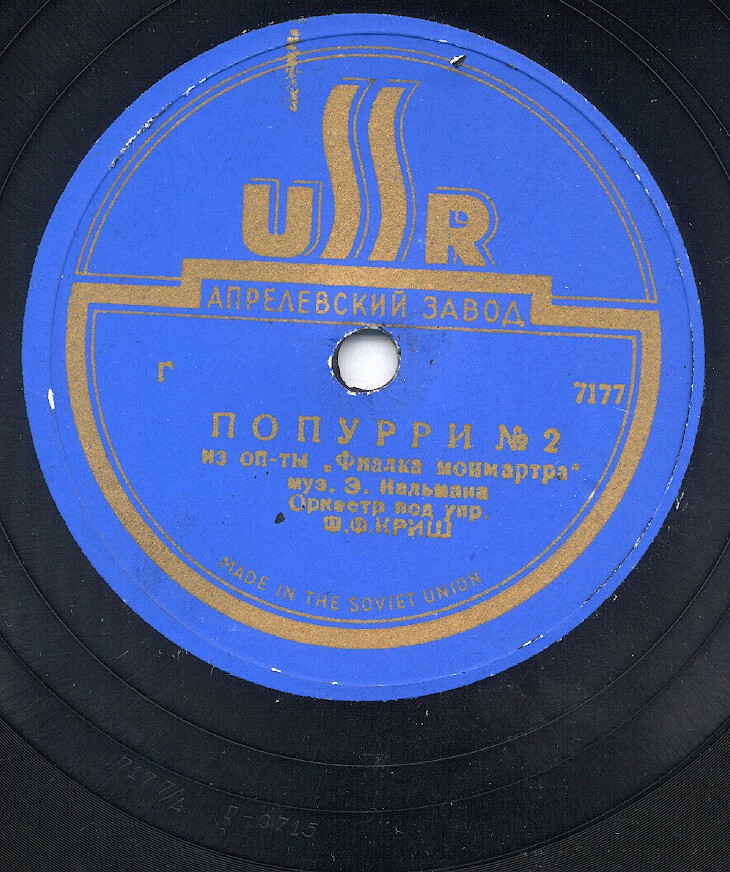 USSR
АПРЕЛЕВСКИЙ ЗАВОД
Г 7177
ПОПУРРИ № 2
из оп-ты „Фиалка монмартра“
муз. Э. Кальмана
Оркестр под упр.
Ф.Ф.КРИШ
MADE IN THE SOVIET UNION
Г-0715